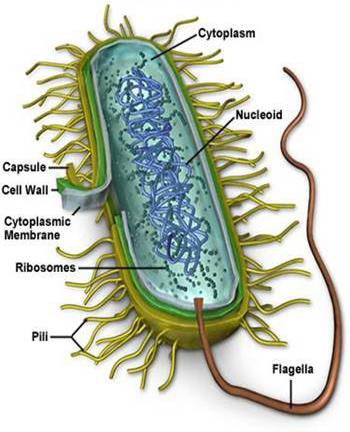 Cytoplasm
Nucleoid
Capsule
Cell Wall
Cytoplasmic
Membrane
Ribosomes
Pili
Flagella